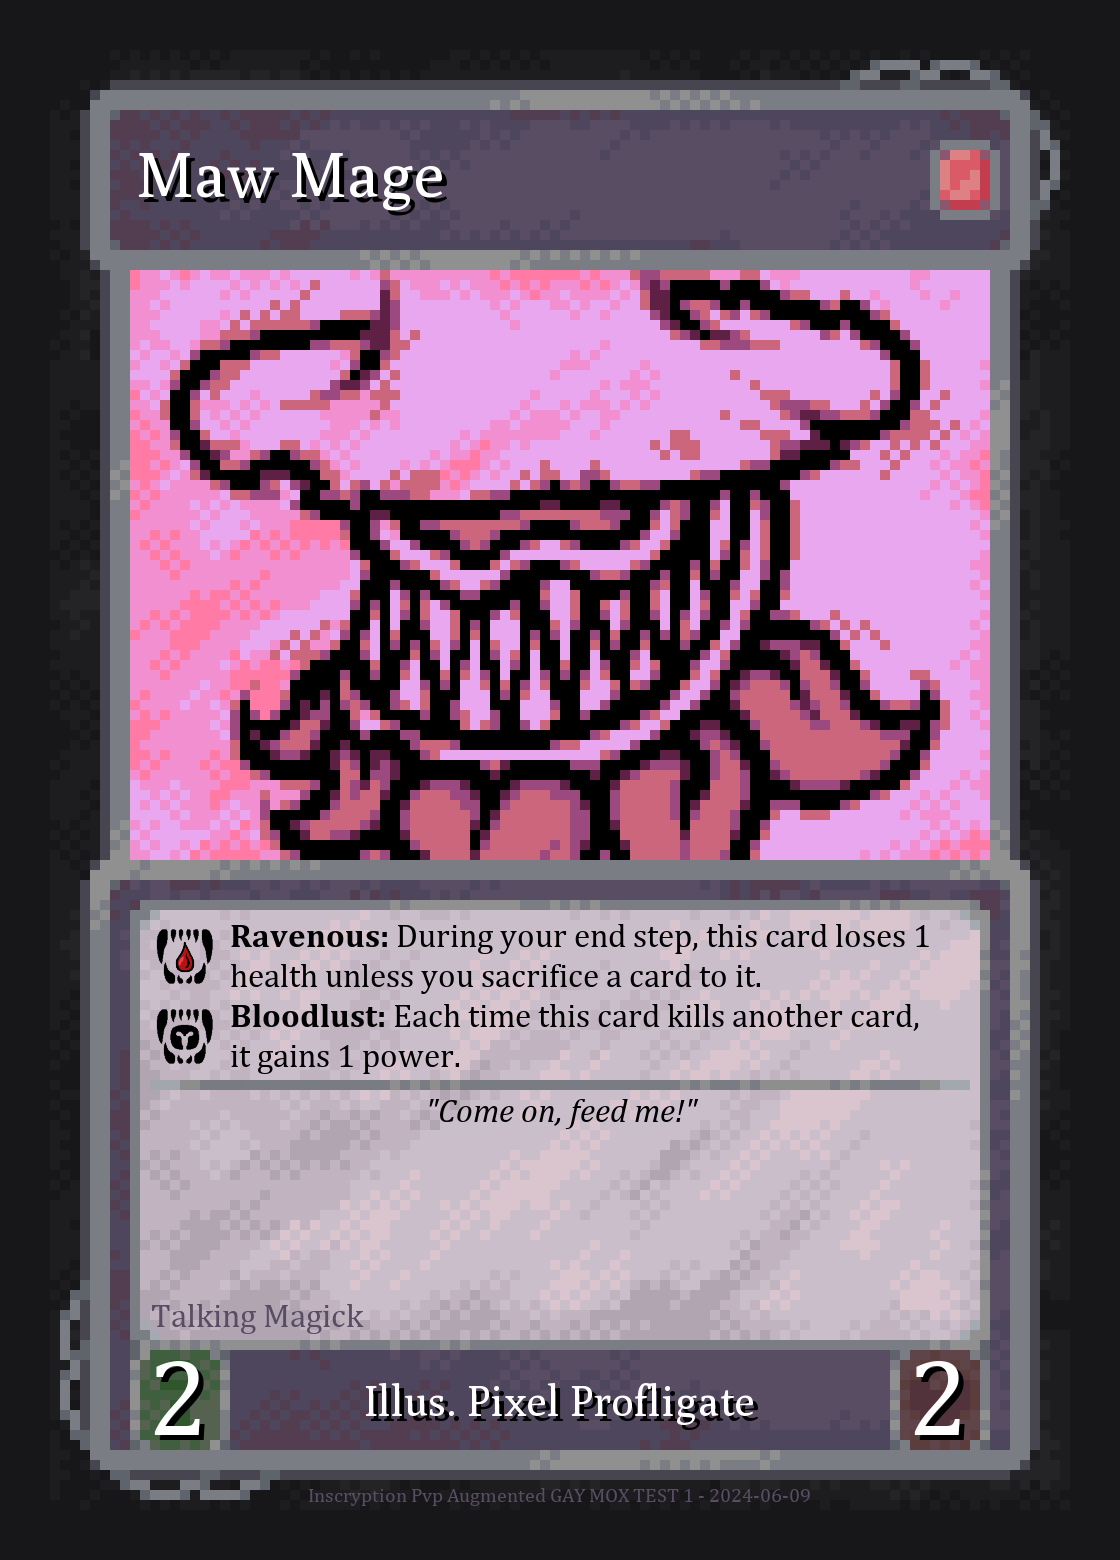 Maw Mage
Ravenous: During your end step, this card loses 1
health unless you sacrifice a card to it.
Bloodlust: Each time this card kills another card,
it gains 1 power.
"Come on, feed me!"
Talking Magick
2
Illus. Pixel Profligate
2
Inscryption Pvp Augmented GAY MOX TEST 1 - 2024-06-09